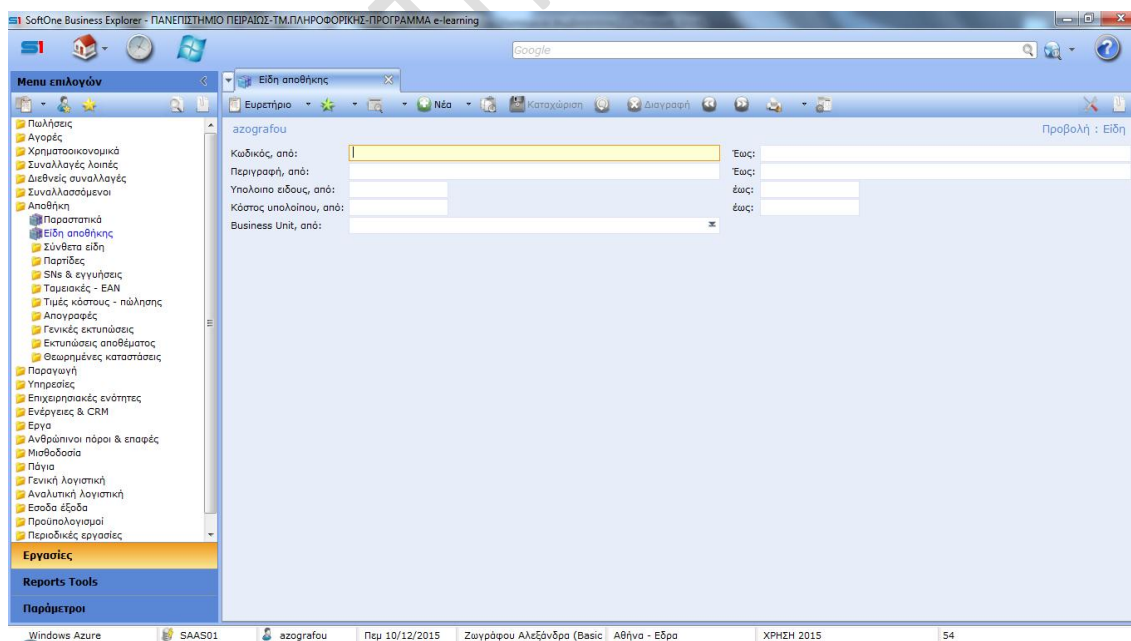 S1 SoftOne Business Explorer - ΠΑΝΕΠΙΣΤΗΜΙΟ ΠΕΙΡΑΙΩΣ-ΤΜ.ΠΛΗΡΟΦΟΡΙΚΗΣ-ΠΡΟΓΡΑΜΜΑ e-learning
S1
Google
Menu επιλογών
Είδη αποθήκης
Ευρετήριο
Νέα
Καταχώριση
Διαγραφή
Πωλήσεις
Αγορές
Χρηματοοικονομικά
Συναλλαγές λοιπές
Διεθνείς συναλλαγές
Συναλλασσόμενοι
Αποθήκη
Παραστατικά
Είδη αποθήκης
Σύνθετα είδη
Παρτίδες
SNs & εγγυήσεις
Ταμειακές - EAN
Τιμές κόστους - πώλησης
Απογραφές
Γενικές εκτυπώσεις
Εκτυπώσεις αποθέματος
Θεωρημένες καταστάσεις
Παραγωγή
Υπηρεσίες
Επιχειρησιακές ενότητες
Ενέργειες & CRM
Εργα
Ανθρώπινοι πόροι & επαφές
Μισθοδοσία
Πάγια
Γενική λογιστική
Αναλυτική λογιστική
Εσοδα έξοδα
Προϋπολογισμοί
Περιοδικές εργασίες
Εργασίες
Reports Tools
Παράμετροι
azografou
Προβολή : Είδη
Κωδικός, από:
Έως:
Περιγραφή, από:
Έως:
Υπολοιπο ειδους, από:
έως:
Κόστος υπολοίπου, από:
έως:
Business Unit, από:
Windows Azure
SAAS01
azografou
Πεμ 10/12/2015
Ζωγράφου Αλεξάνδρα (Basic
Αθήνα - Εδρα
ΧΡΗΣΗ 2015
54